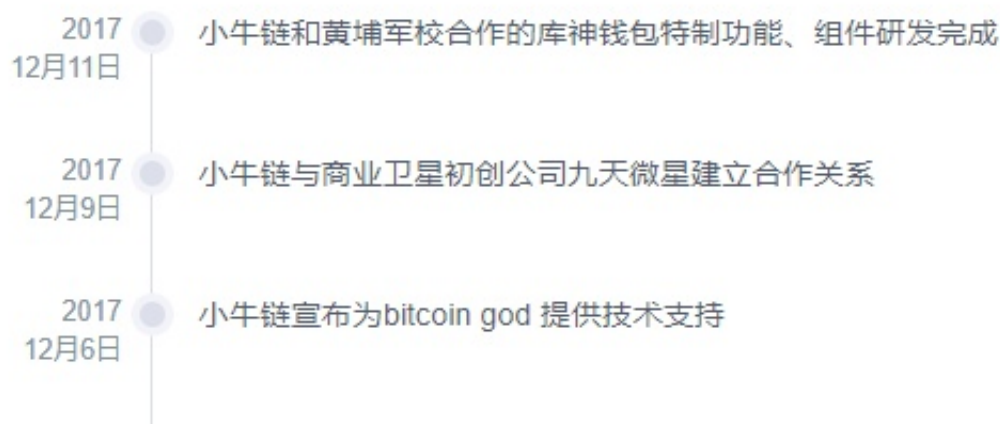 2017
12月11日
小牛链和黄埔军校合作的库神钱包特制功能、组件研发完成
2017
12月9日
小牛链与商业卫星初创公司九天微星建立合作关系
2017
12月6日
小牛链宣布为bitcoin god 提供技术支持